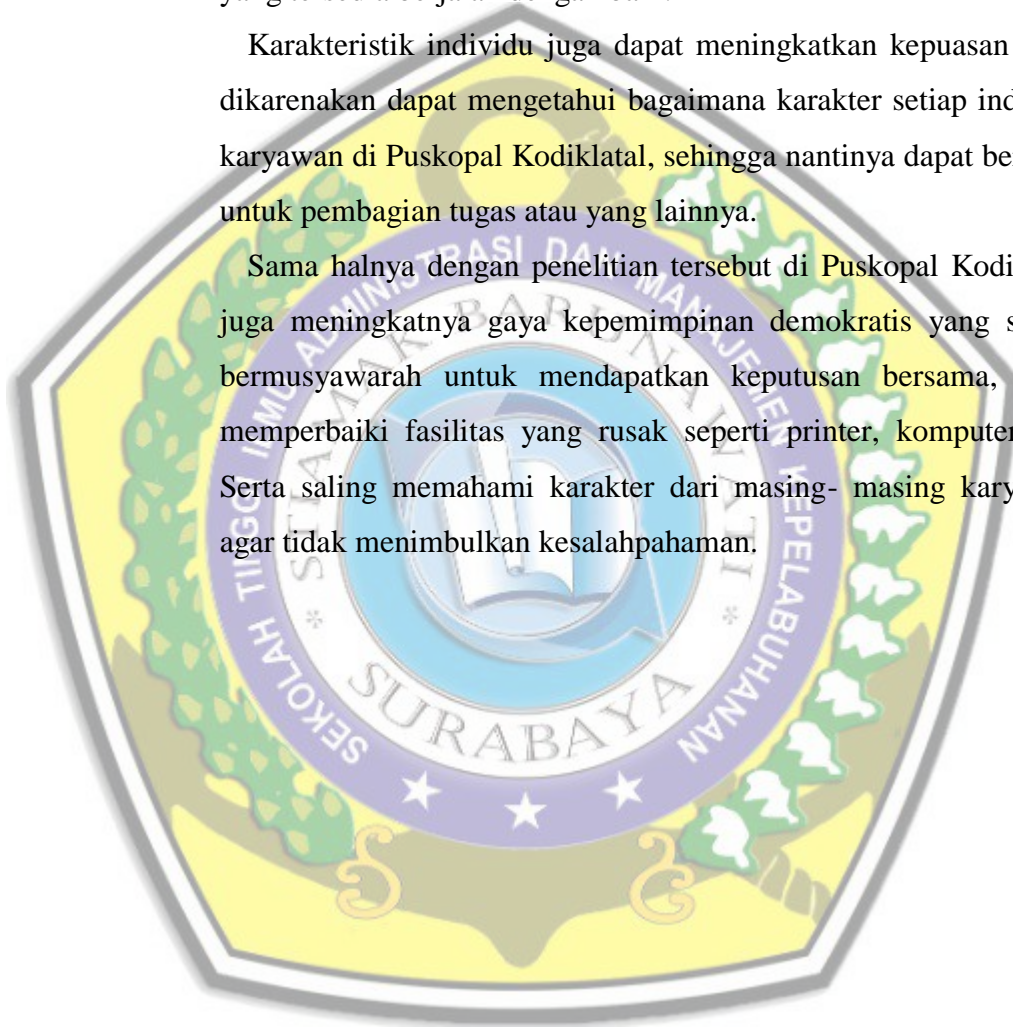 Karakteristik individu juga dapat meningkatkan kepuasan
dikarenakan dapat mengetahui bagaimana karakter setiap ind
karyawan di Puskopal Kodiklatal, sehingga nantinya dapat be
untuk pembagian tugas atau yang lainnya.
Sama halnya dengan penelitian tersebut di Puskopal Kodi
juga meningkatnya gaya kepemimpinan demokratis yang s
bermusyawarah untuk mendapatkan keputusan bersama,
memperbaiki fasilitas yang rusak seperti printer, komputer
Serta saling memahami karakter dari masing- masing kary
agar tidak menimbulkan kesalahpahaman.
SEKOLAH TINGGI ILMU ADMINISTRASI DAN MANAJEMEN KEPELABUHANAN
STIAMAK BARUNAWATI
* SURABAYA *